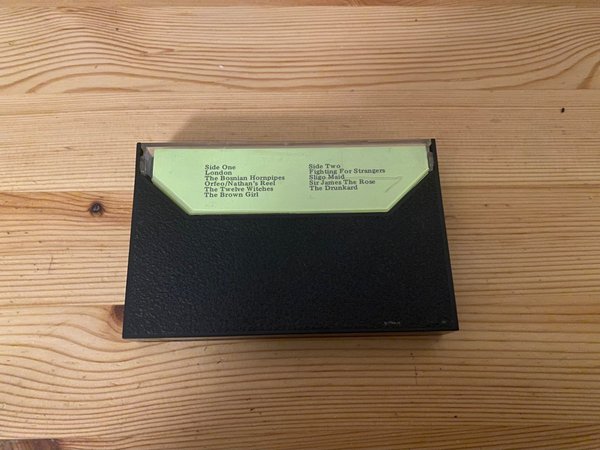 Side One
London
The Bosnian Hornpipes
Orfeo/Nathan's Reel
The Twelve Witches
The Brown Girl
Side Two
Fighting For Strangers
Sligo Maid
Sir James The Rose
The Drunkard